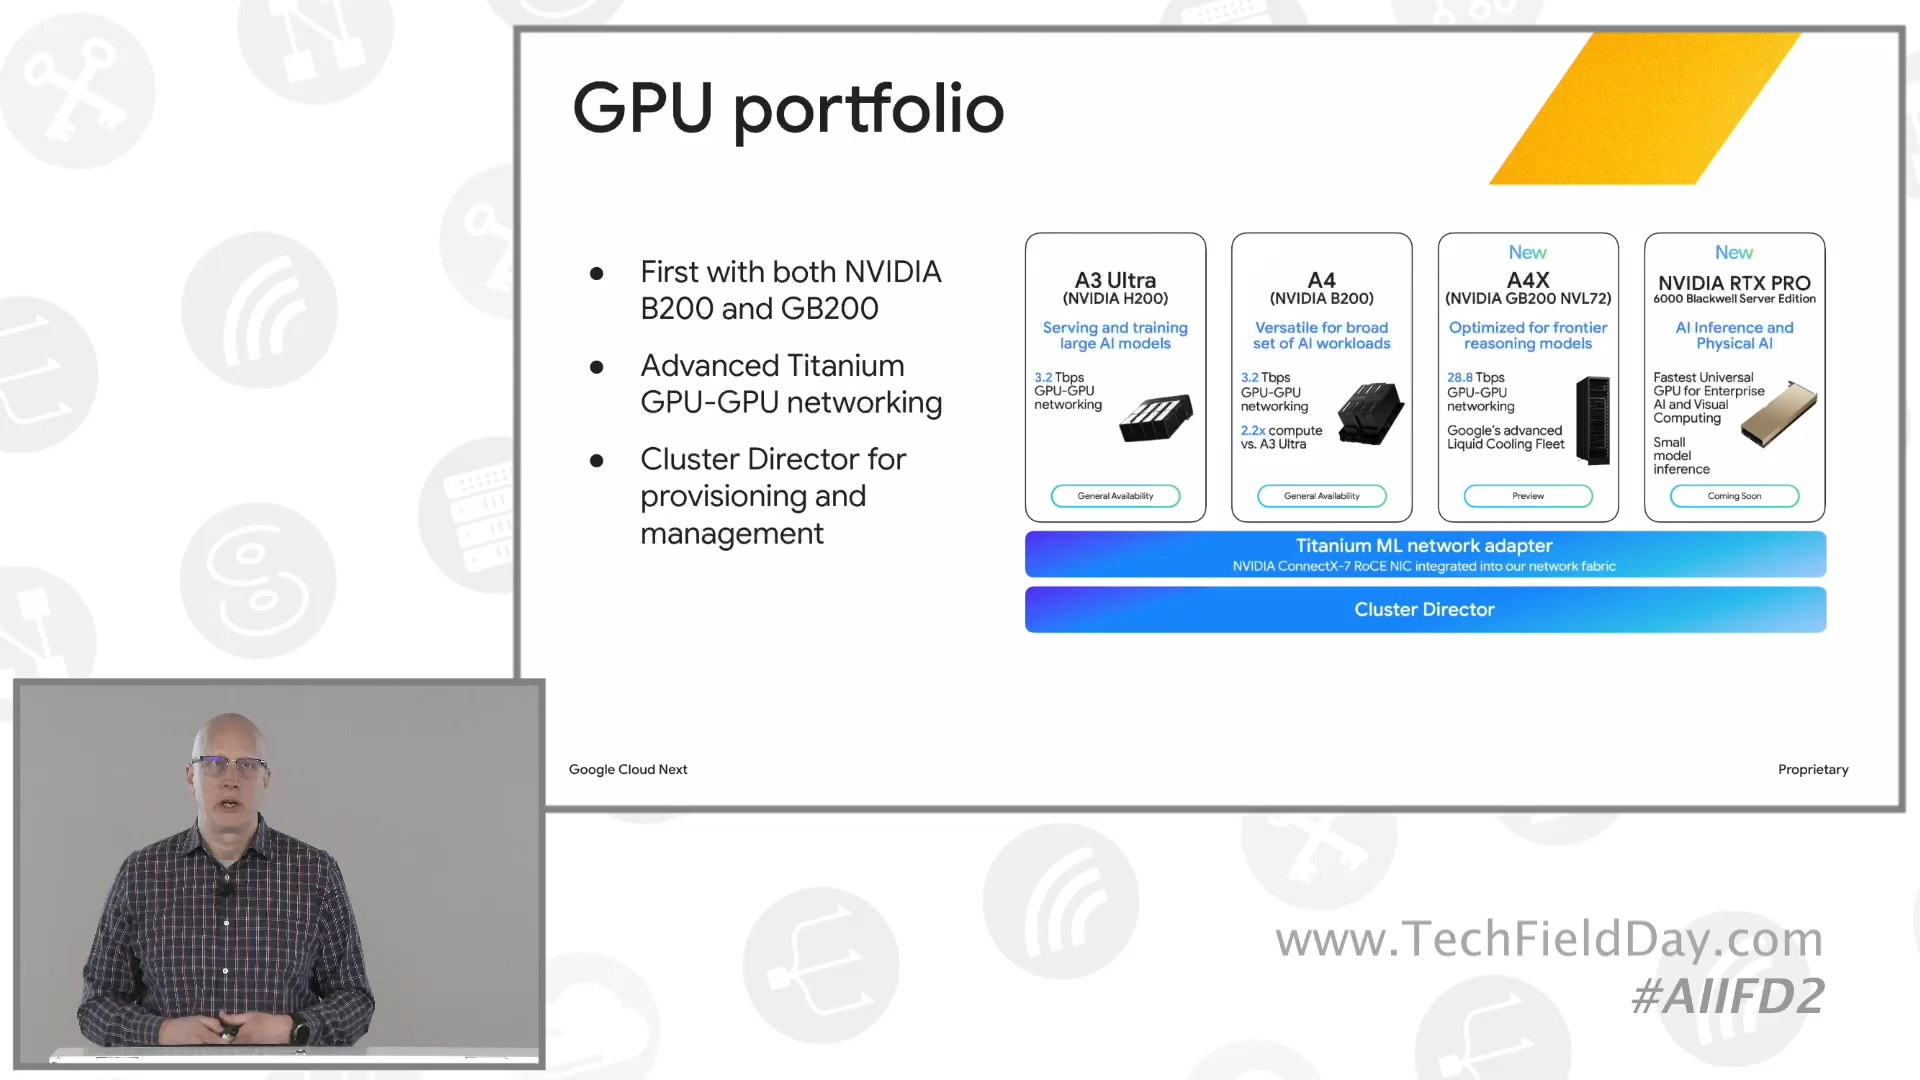 GPU portfolio
● First with both NVIDIA
B200 and GB200
● Advanced Titanium
GPU-GPU networking
● Cluster Director for
provisioning and
management
A3 Ultra
(NVIDIA H200)
Serving and training
large AI models
3.2 Tbps
GPU-GPU
networking
General Availability
A4
(NVIDIA B200)
Versatile for broad
set of AI workloads
3.2 Tbps
GPU-GPU
networking
2.2x compute
vs. A3 Ultra
General Availability
New
A4X
(NVIDIA GB200 NVL72)
Optimized for frontier
reasoning models
28.8 Tbps
GPU-GPU
networking
Google's advanced
Liquid Cooling Fleet
Preview
New
NVIDIA RTX PRO
6000 Blackwell Server Edition
AI Inference and
Physical AI
Fastest Universal
GPU for Enterprise
AI and Visual
Computing
Small
model
inference
Coming Soon
Titanium ML network adapter
NVIDIA ConnectX-7 RoCE NIC integrated into our network fabric
Cluster Director
Google Cloud Next
Proprietary
www.TechFieldDay.com
#AIIFD2